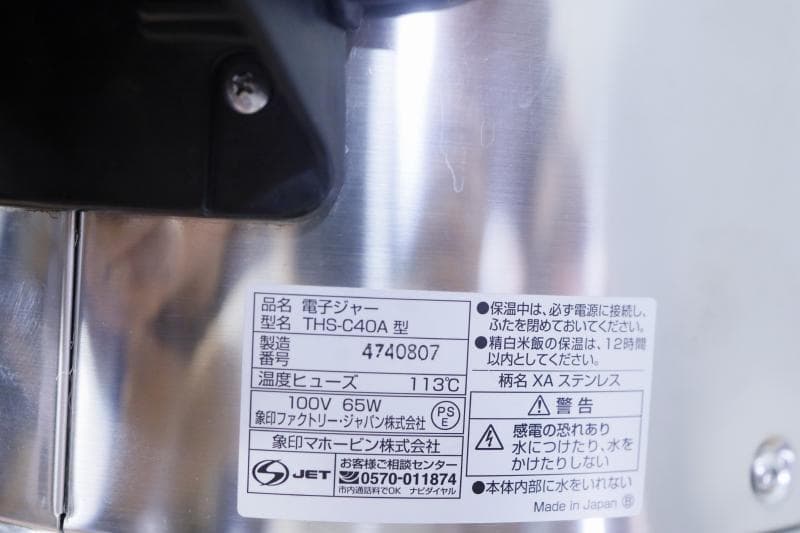 品名 電子ジャー
型名 THS-C40A 型
製造番号 4740807
温度ヒューズ 113℃
100V 65W
象印ファクトリー・ジャパン株式会社
PS
E
象印マホービン株式会社
JET
お客様ご相談センター
0570-011874
市内通話料でOK ナビダイヤル
●保温中は、必ず電源に接続し、
ふたを閉めておいてください。
●精白米飯の保温は、12時間
以内としてください。
柄名 XA ステンレス
警告
感電の恐れあり
水につけたり、水を
かけたりしない
●本体内部に水をいれない
Made in Japan Ⓑ